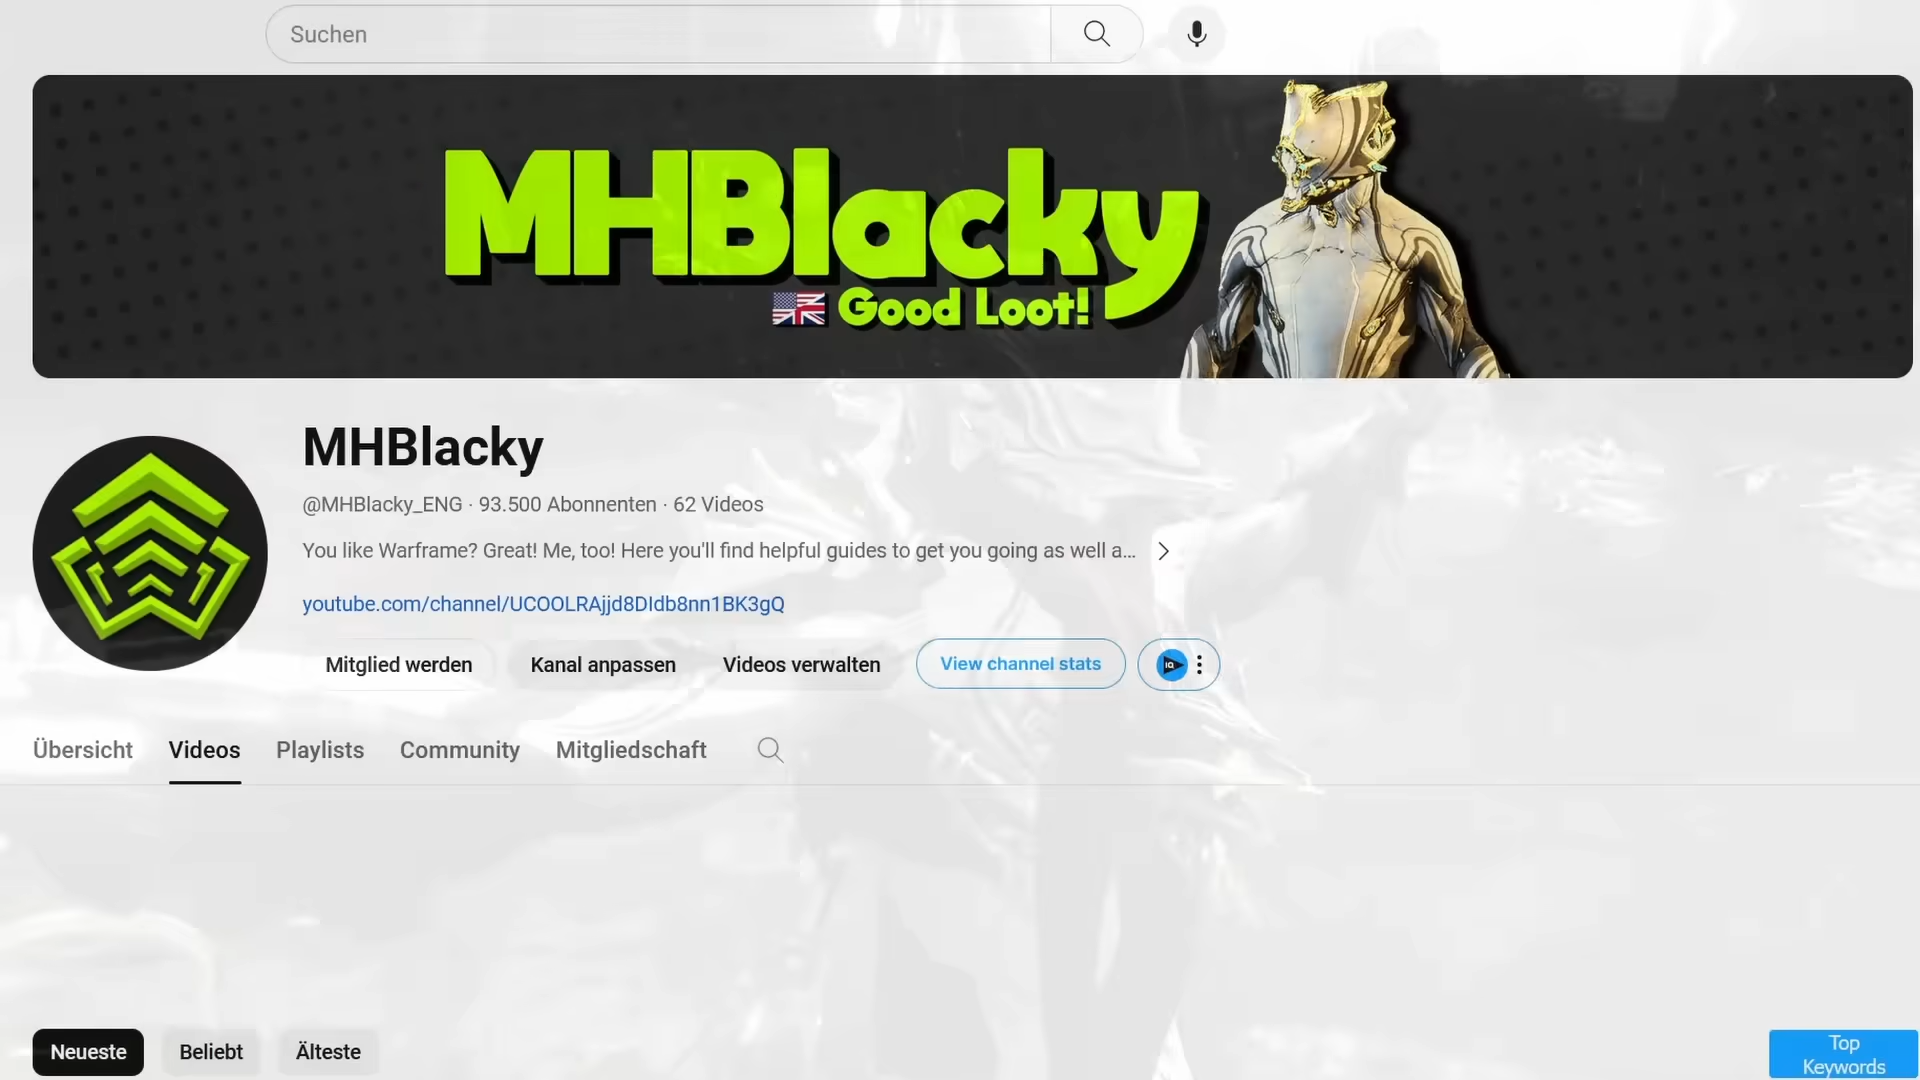 Suchen
MHBlacky
Good Loot!
MHBlacky
@MHBlacky_ENG · 93.500 Abonnenten · 62 Videos
You like Warframe? Great! Me, too! Here you'll find helpful guides to get you going as well a...
youtube.com/channel/UCOOLRAjjd8DIdb8nn1BK3gQ
Mitglied werden Kanal anpassen Videos verwalten View channel stats IQ
Übersicht Videos Playlists Community Mitgliedschaft
Neueste Beliebt Älteste
Top
Keywords